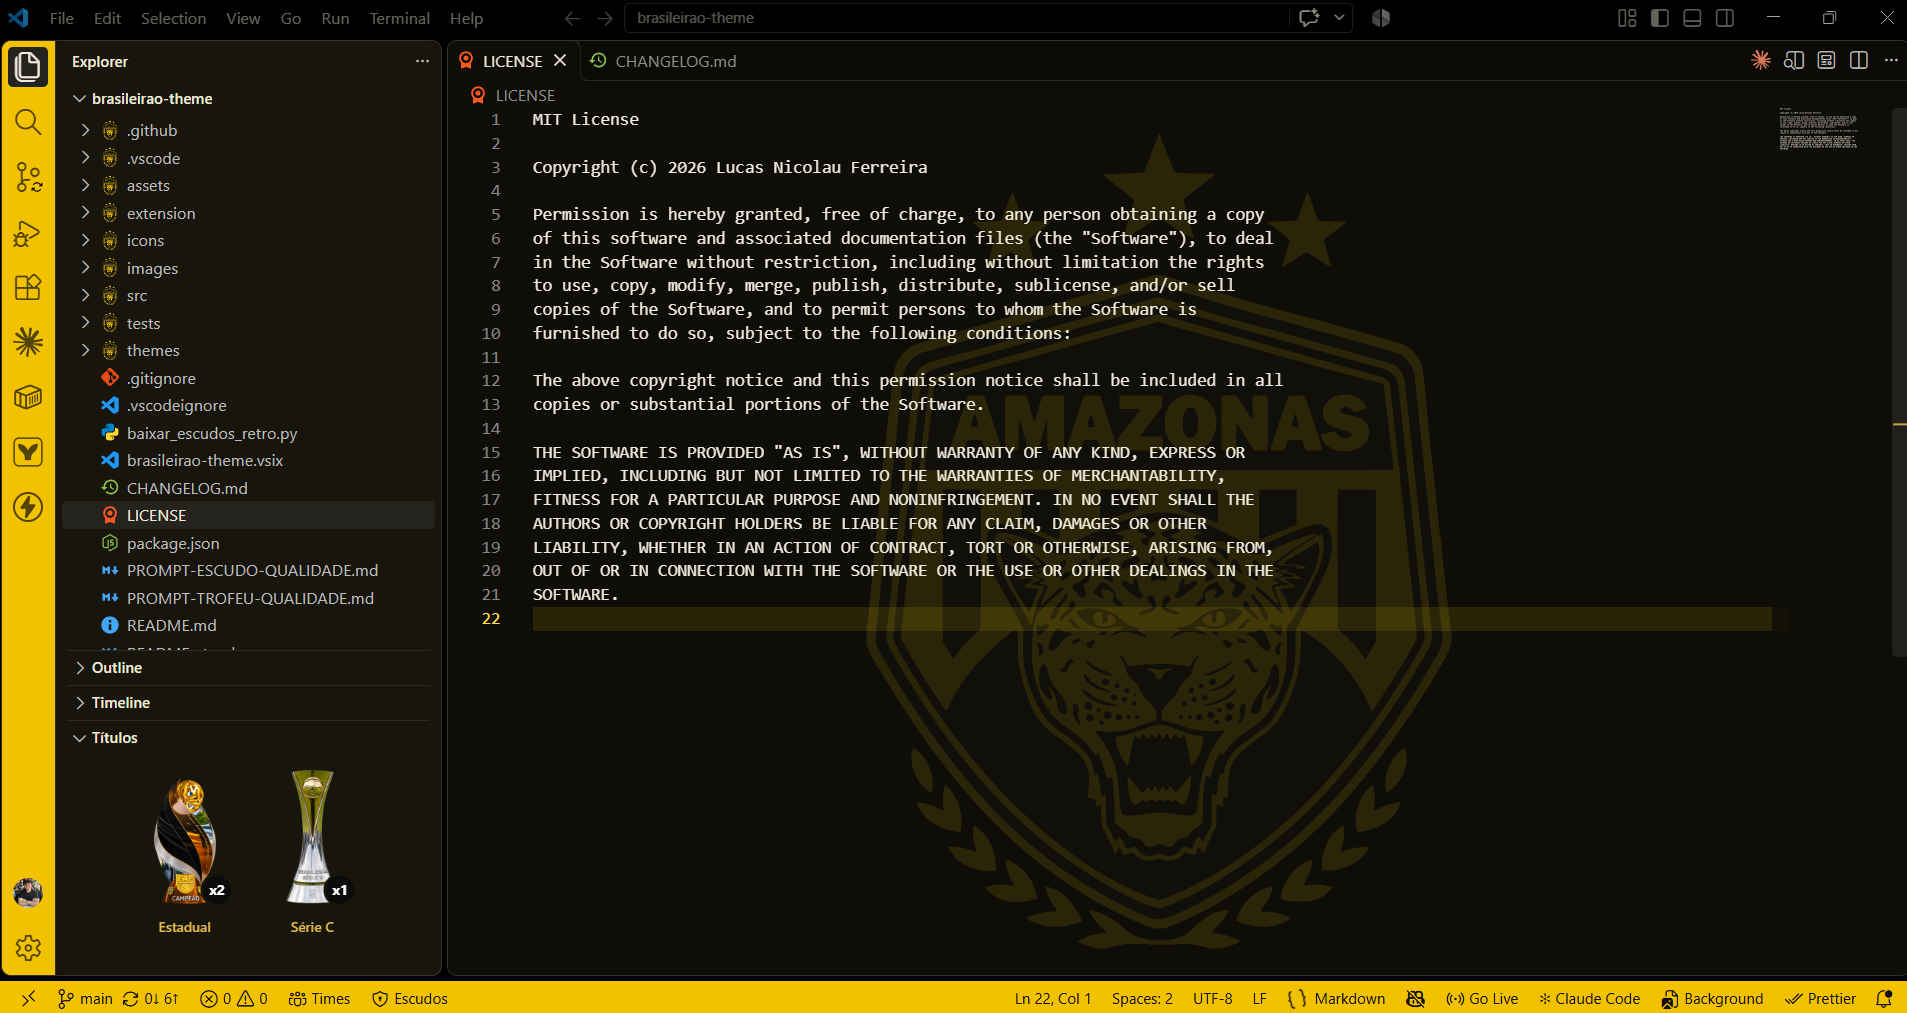 File Edit Selection View Go Run Terminal Help
brasileirao-theme
Explorer
brasileirao-theme
.github
.vscode
assets
extension
icons
images
src
tests
themes
.gitignore
.vscodeignore
baixar_escudos_retro.py
brasileirao-theme.vsix
CHANGELOG.md
LICENSE
package.json
PROMPT-ESCUDO-QUALIDADE.md
PROMPT-TROFEU-QUALIDADE.md
README.md
Outline
Timeline
Títulos
CAMPEÃO
x2
x1
Estadual
Série C
LICENSE
CHANGELOG.md
LICENSE
1 MIT License
2
3 Copyright (c) 2026 Lucas Nicolau Ferreira
4
5 Permission is hereby granted, free of charge, to any person obtaining a copy
6 of this software and associated documentation files (the "Software"), to deal
7 in the Software without restriction, including without limitation the rights
8 to use, copy, modify, merge, publish, distribute, sublicense, and/or sell
9 copies of the Software, and to permit persons to whom the Software is
10 furnished to do so, subject to the following conditions:
11
12 The above copyright notice and this permission notice shall be included in all
13 copies or substantial portions of the Software.
14
15 THE SOFTWARE IS PROVIDED "AS IS", WITHOUT WARRANTY OF ANY KIND, EXPRESS OR
16 IMPLIED, INCLUDING BUT NOT LIMITED TO THE WARRANTIES OF MERCHANTABILITY,
17 FITNESS FOR A PARTICULAR PURPOSE AND NONINFRINGEMENT. IN NO EVENT SHALL THE
18 AUTHORS OR COPYRIGHT HOLDERS BE LIABLE FOR ANY CLAIM, DAMAGES OR OTHER
19 LIABILITY, WHETHER IN AN ACTION OF CONTRACT, TORT OR OTHERWISE, ARISING FROM,
20 OUT OF OR IN CONNECTION WITH THE SOFTWARE OR THE USE OR OTHER DEALINGS IN THE
21 SOFTWARE.
22
AMAZONAS
main 0↓ 6↑ 0 0 Times Escudos
Ln 22, Col 1 Spaces: 2 UTF-8 LF { } Markdown Go Live Claude Code Background Prettier